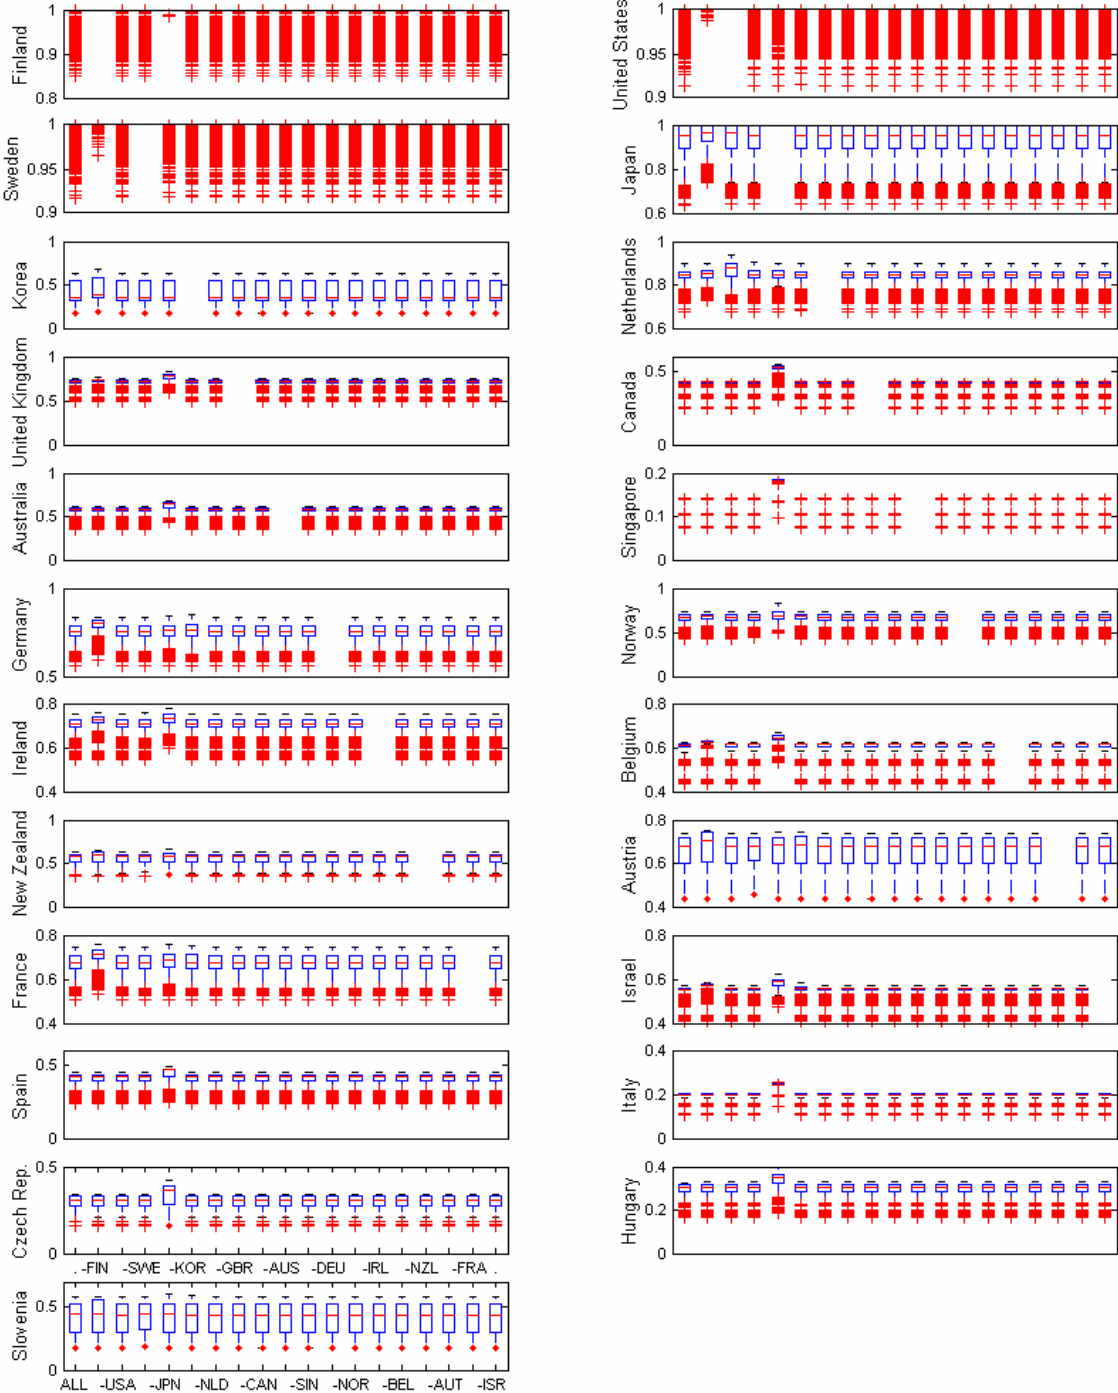 Finland
1
0.9
0.8
United States
1
0.95
0.9
Sweden
1
0.95
0.9
Japan
1
0.8
0.6
Korea
1
0.5
0
Netherlands
1
0.8
0.6
United Kingdom
1
0.5
0
Canada
0.5
0
Australia
1
0.5
0
Singapore
0.2
0.1
0
Germany
1
0.5
Norway
1
0.5
0
Ireland
0.8
0.6
0.4
Belgium
0.8
0.6
0.4
New Zealand
1
0.5
0
Austria
0.8
0.6
0.4
France
0.8
0.6
0.4
Israel
0.8
0.6
0.4
Spain
0.5
0
Italy
0.4
0.2
0
Czech Rep.
0.5
0
Hungary
0.4
0.2
0
. -FIN -SWE -KOR -GBR -AUS -DEU -IRL -NZL -FRA .
Slovenia
0.5
0
ALL -USA -JPN -NLD -CAN -SIN -NOR -BEL -AUT -ISR